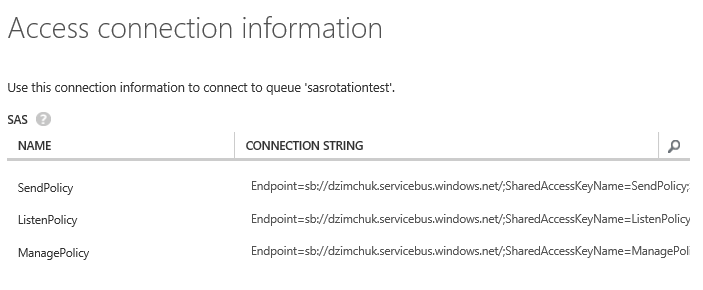 Access connection information
Use this connection information to connect to queue 'sasrotationtest'.
SAS ?
NAME CONNECTION STRING
SendPolicy Endpoint=sb://dzimchuk.servicebus.windows.net/;SharedAccessKeyName=SendPolicy;
ListenPolicy Endpoint=sb://dzimchuk.servicebus.windows.net/;SharedAccessKeyName=ListenPolicy
ManagePolicy Endpoint=sb://dzimchuk.servicebus.windows.net/;SharedAccessKeyName=ManagePoli